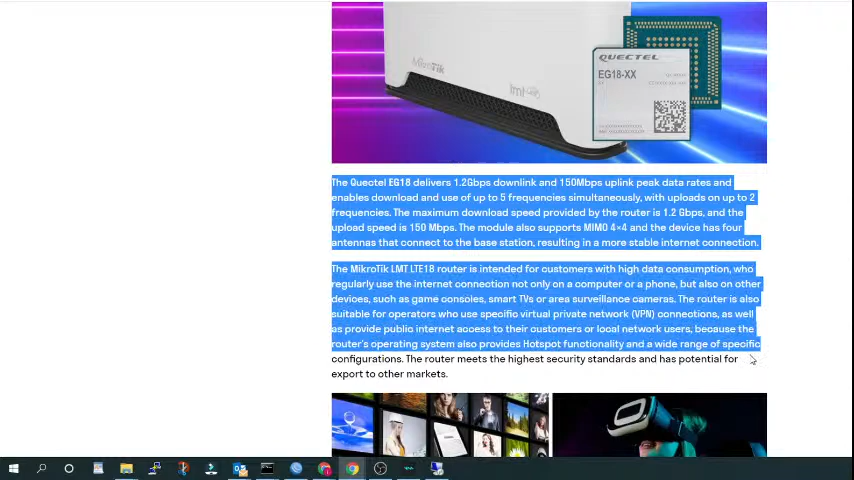 MikroTik
lmt
QUECTEL
EG18-XX
The Quectel EG18 delivers 1.2Gbps downlink and 150Mbps uplink peak data rates and
enables download and use of up to 5 frequencies simultaneously, with uploads on up to 2
frequencies. The maximum download speed provided by the router is 1.2 Gbps, and the
upload speed is 150 Mbps. The module also supports MIMO 4×4 and the device has four
antennas that connect to the base station, resulting in a more stable internet connection.
The MikroTik LMT LTE18 router is intended for customers with high data consumption, who
regularly use the internet connection not only on a computer or a phone, but also on other
devices, such as game consoles, smart TVs or area surveillance cameras. The router is also
suitable for operators who use specific virtual private network (VPN) connections, as well
as provide public internet access to their customers or local network users, because the
router's operating system also provides Hotspot functionality and a wide range of specific
configurations. The router meets the highest security standards and has potential for
export to other markets.